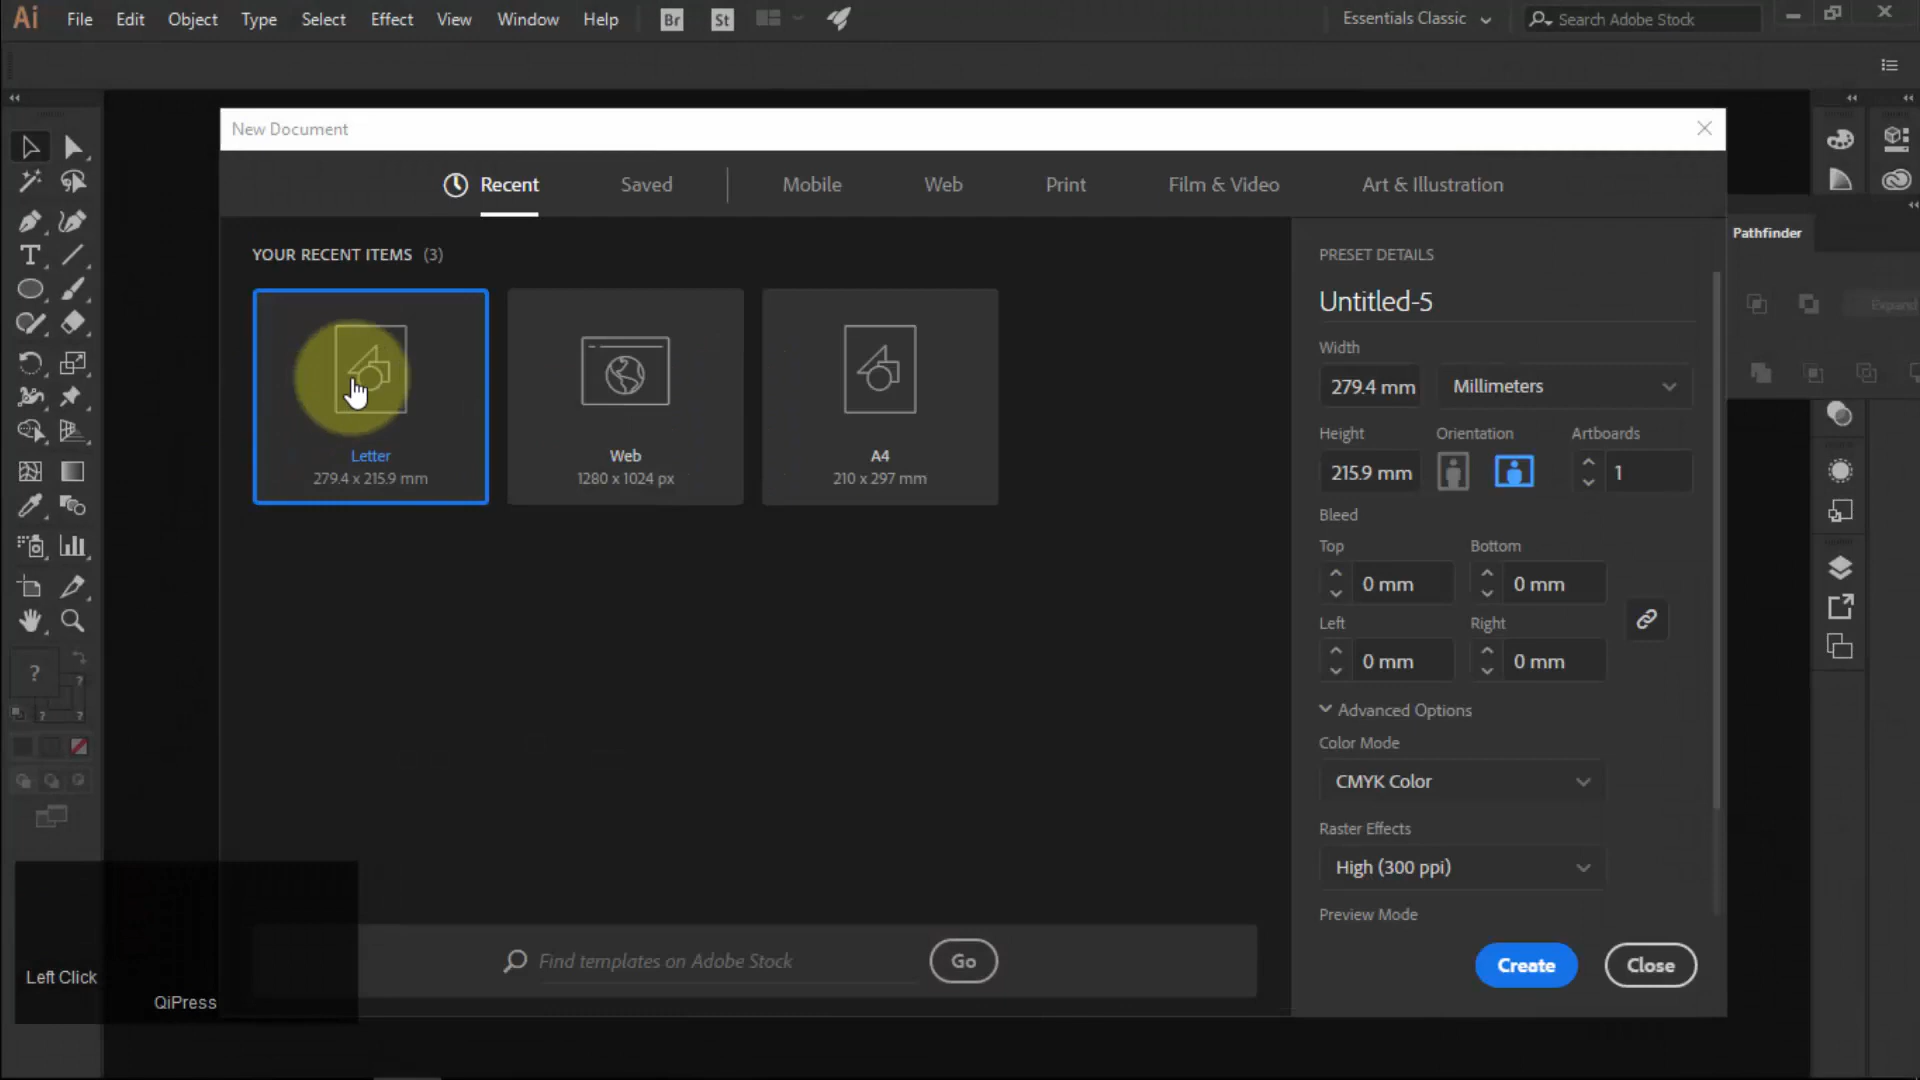 Ai File Edit Object Type Select Effect View Window Help Br St Essentials Classic Search Adobe Stock
New Document
Recent Saved Mobile Web Print Film & Video Art & Illustration
Pathfinder
YOUR RECENT ITEMS (3)
Letter
279.4 x 215.9 mm
Web
1280 x 1024 px
A4
210 x 297 mm
PRESET DETAILS
Untitled-5
Width
279.4 mm Millimeters
Height Orientation Artboards
215.9 mm 1
Bleed
Top Bottom
0 mm 0 mm
Left Right
0 mm 0 mm
Advanced Options
Color Mode
CMYK Color
Raster Effects
High (300 ppi)
Preview Mode
Create Close
Expand
Find templates on Adobe Stock Go
Left Click
QiPress